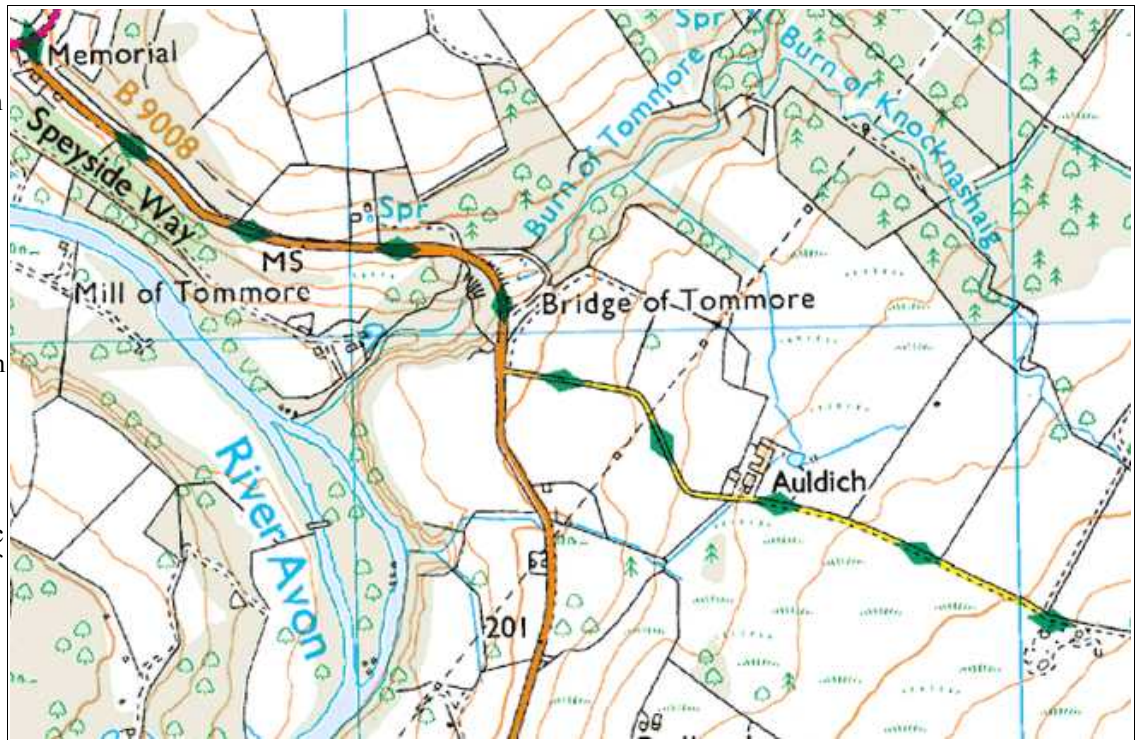 Spr
Memorial
B 9008
Speyside Way
Burn of Knocknashaig
Burn of Tommore
Spr
MS
Mill of Tommore
Bridge of Tommore
River Avon
Auldich
201